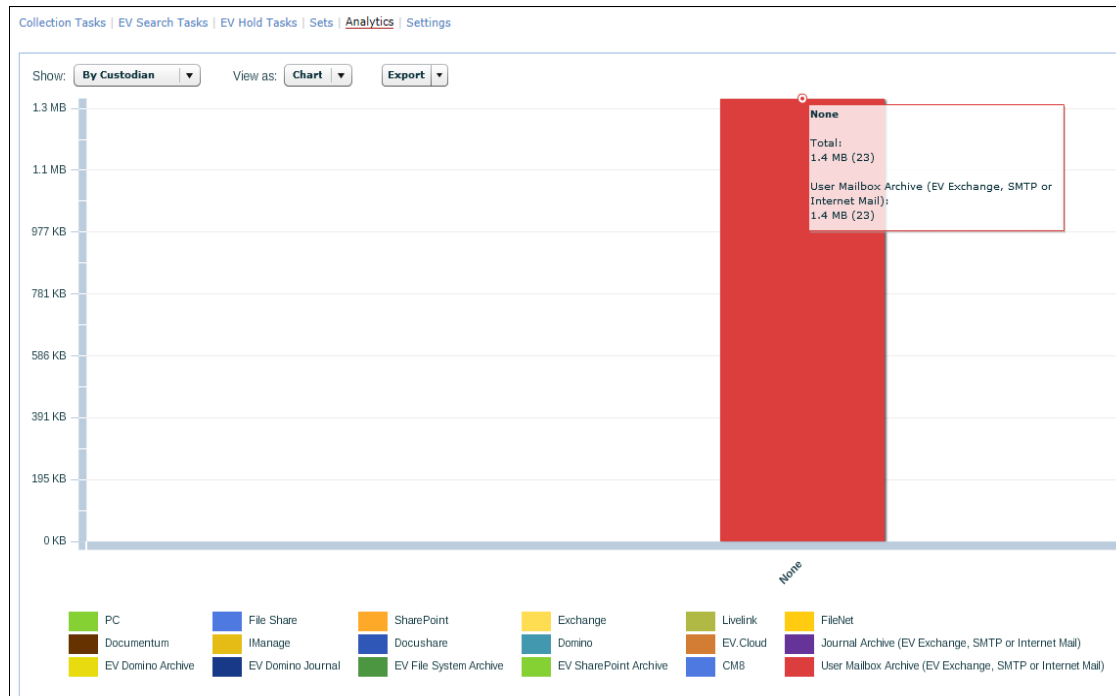 Collection Tasks | EV Search Tasks | EV Hold Tasks | Sets | Analytics | Settings
Show: By Custodian View as: Chart Export
1.3 MB
None
Total:
1.4 MB (23)
1.1 MB
User Mailbox Archive (EV Exchange, SMTP or
Internet Mail):
1.4 MB (23)
977 KB
781 KB
586 KB
391 KB
195 KB
0 KB
None
PC File Share SharePoint Exchange Livelink FileNet
Documentum IManage Docushare Domino EV.Cloud Journal Archive (EV Exchange, SMTP or Internet Mail)
EV Domino Archive EV Domino Journal EV File System Archive EV SharePoint Archive CM8 User Mailbox Archive (EV Exchange, SMTP or Internet Mail)